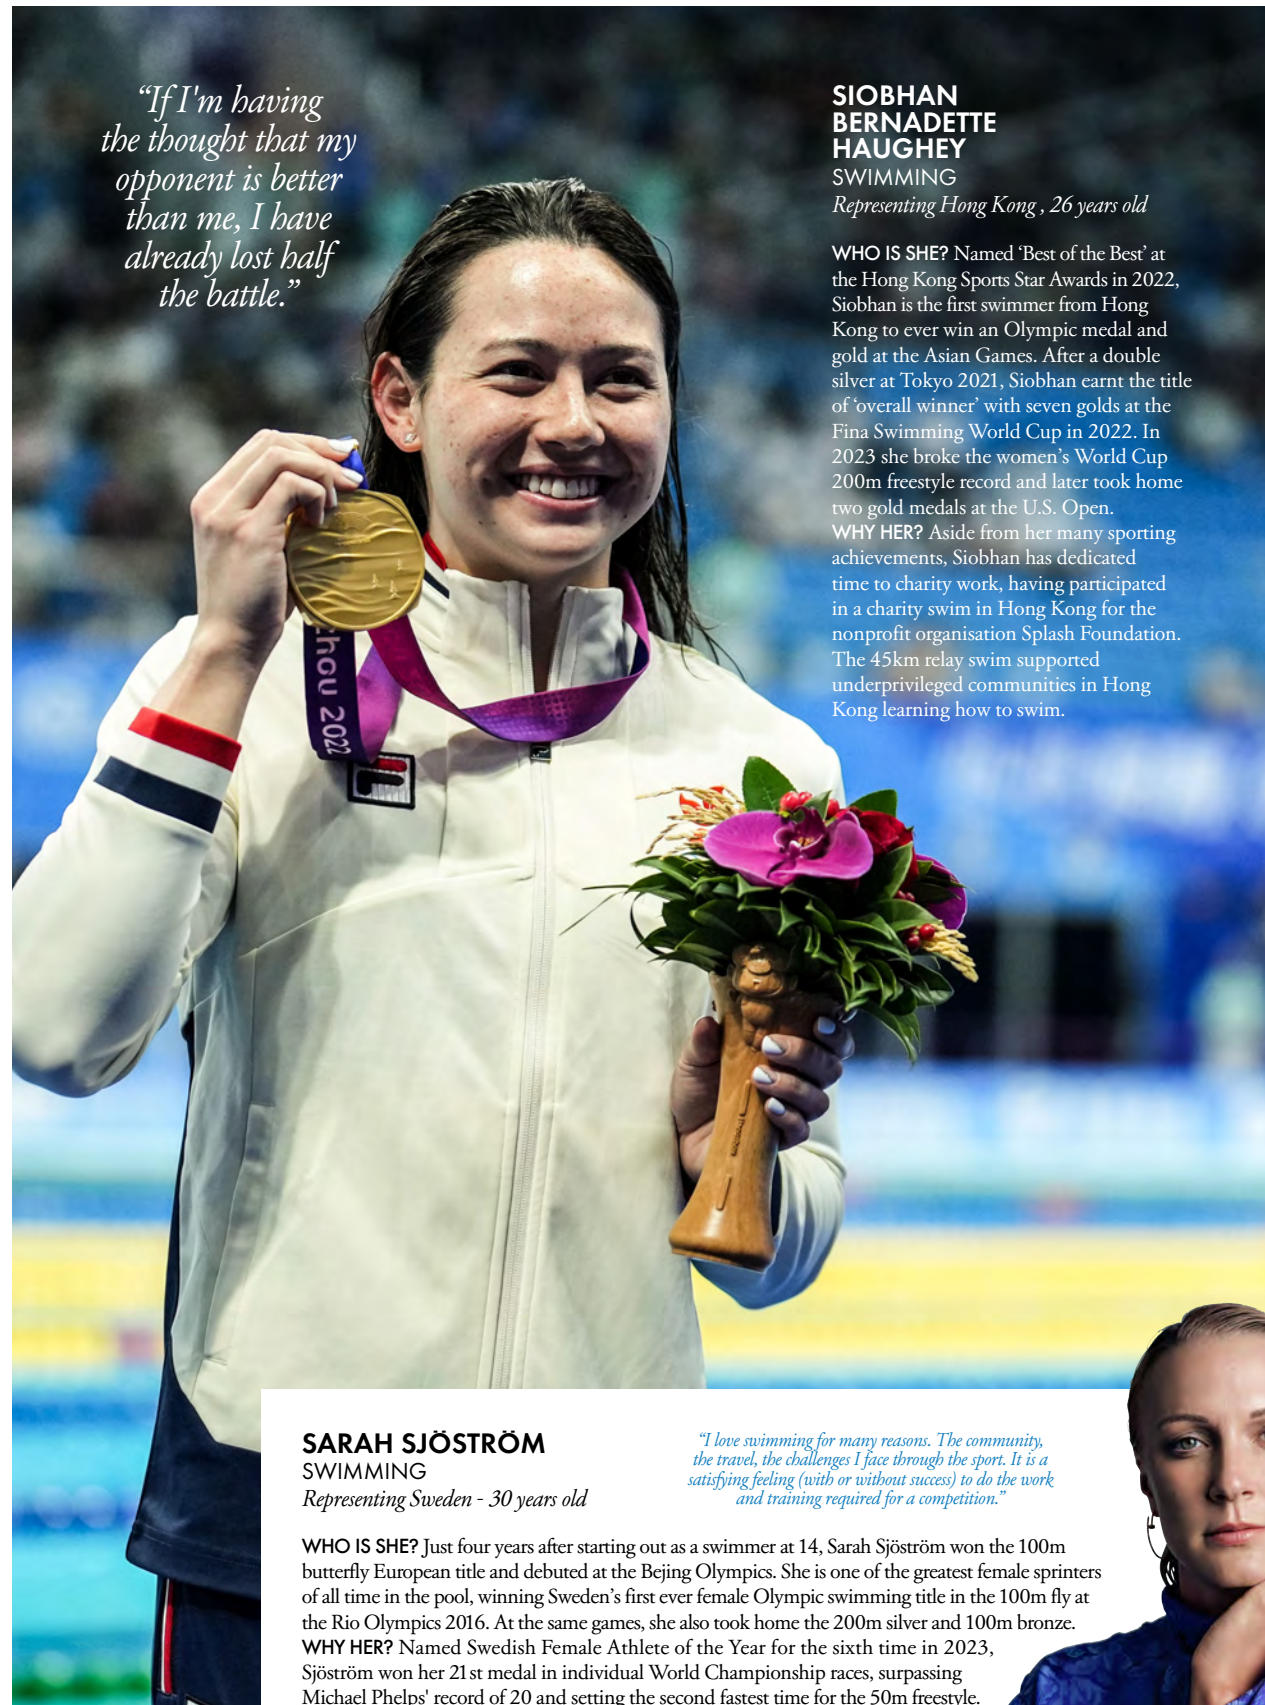 “If I'm having
the thought that my
opponent is better
than me, I have
already lost half
the battle.”
SIOBHAN
BERNADETTE
HAUGHEY
SWIMMING
Representing Hong Kong , 26 years old
WHO IS SHE? Named ‘Best of the Best’ at
the Hong Kong Sports Star Awards in 2022,
Siobhan is the first swimmer from Hong
Kong to ever win an Olympic medal and
gold at the Asian Games. After a double
silver at Tokyo 2021, Siobhan earnt the title
of ‘overall winner’ with seven golds at the
Fina Swimming World Cup in 2022. In
2023 she broke the women’s World Cup
200m freestyle record and later took home
two gold medals at the U.S. Open.
WHY HER? Aside from her many sporting
achievements, Siobhan has dedicated
time to charity work, having participated
in a charity swim in Hong Kong for the
nonprofit organisation Splash Foundation.
The 45km relay swim supported
underprivileged communities in Hong
Kong learning how to swim.
zhou 2022
SARAH SJÖSTRÖM
SWIMMING
Representing Sweden - 30 years old
“I love swimming for many reasons. The community,
the travel, the challenges I face through the sport. It is a
satisfying feeling (with or without success) to do the work
and training required for a competition.”
WHO IS SHE? Just four years after starting out as a swimmer at 14, Sarah Sjöström won the 100m
butterfly European title and debuted at the Bejing Olympics. She is one of the greatest female sprinters
of all time in the pool, winning Sweden’s first ever female Olympic swimming title in the 100m fly at
the Rio Olympics 2016. At the same games, she also took home the 200m silver and 100m bronze.
WHY HER? Named Swedish Female Athlete of the Year for the sixth time in 2023,
Sjöström won her 21st medal in individual World Championship races, surpassing
Michael Phelps' record of 20 and setting the second fastest time for the 50m freestyle.